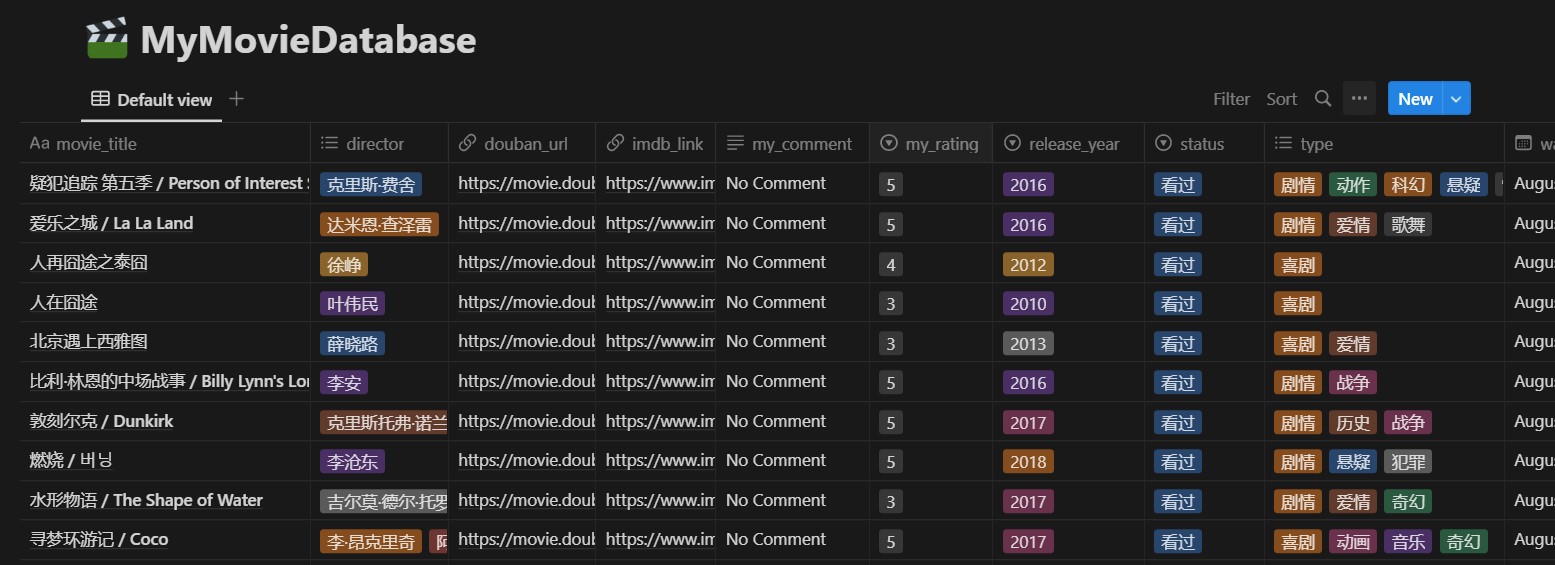 MyMovieDatabase
Default view
Filter Sort New
Aa movie_title director douban_url imdb_link my_comment my_rating release_year status type wa
疑犯追踪 第五季 / Person of Interest 克里斯·费舍 https://movie.doub https://www.im No Comment 5 2016 看过 剧情 动作 科幻 悬疑 Augus
爱乐之城 / La La Land 达米恩·查泽雷 https://movie.doub https://www.im No Comment 5 2016 看过 剧情 爱情 歌舞 Augus
人再囧途之泰囧 徐峥 https://movie.doub https://www.im No Comment 4 2012 看过 喜剧 Augus
人在囧途 叶伟民 https://movie.doub https://www.im No Comment 3 2010 看过 喜剧 Augus
北京遇上西雅图 薛晓路 https://movie.doub https://www.im No Comment 3 2013 看过 喜剧 爱情 Augus
比利·林恩的中场战事 / Billy Lynn's Lon 李安 https://movie.doub https://www.im No Comment 5 2016 看过 剧情 战争 Augus
敦刻尔克 / Dunkirk 克里斯托弗·诺兰 https://movie.doub https://www.im No Comment 5 2017 看过 剧情 历史 战争 Augus
燃烧 / 버닝 李沧东 https://movie.doub https://www.im No Comment 5 2018 看过 剧情 悬疑 犯罪 Augus
水形物语 / The Shape of Water 吉尔莫·德尔·托罗 https://movie.doub https://www.im No Comment 3 2017 看过 剧情 爱情 奇幻 Augus
寻梦环游记 / Coco 李·昂克里奇 https://movie.doub https://www.im No Comment 5 2017 看过 喜剧 动画 音乐 奇幻 Augus